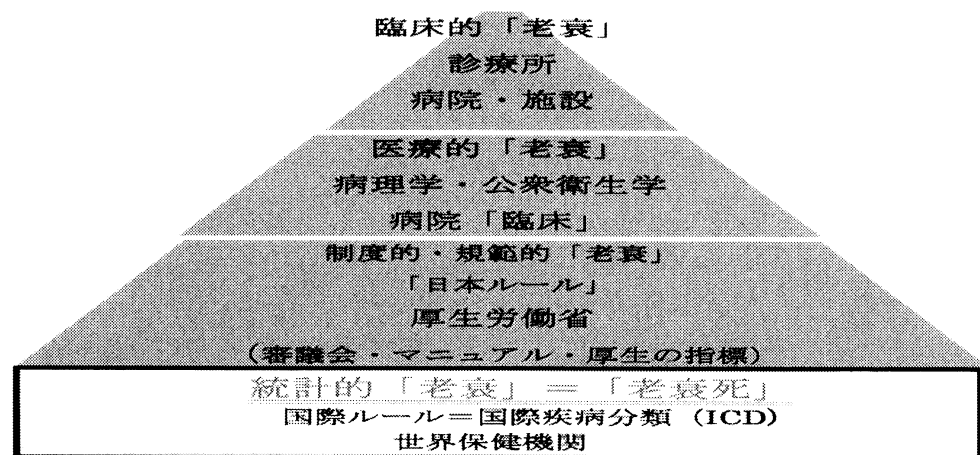 臨床的「老衰」
診療所
病院・施設
医療的「老衰」
病理学・公衆衛生学
病院「臨床」
制度的・規範的「老衰」
「日本ルール」
厚生労働省
(審議会・マニュアル・厚生の指標)
統計的「老衰」＝「老衰死」
国際ルール＝国際疾病分類 (ICD)
世界保健機関